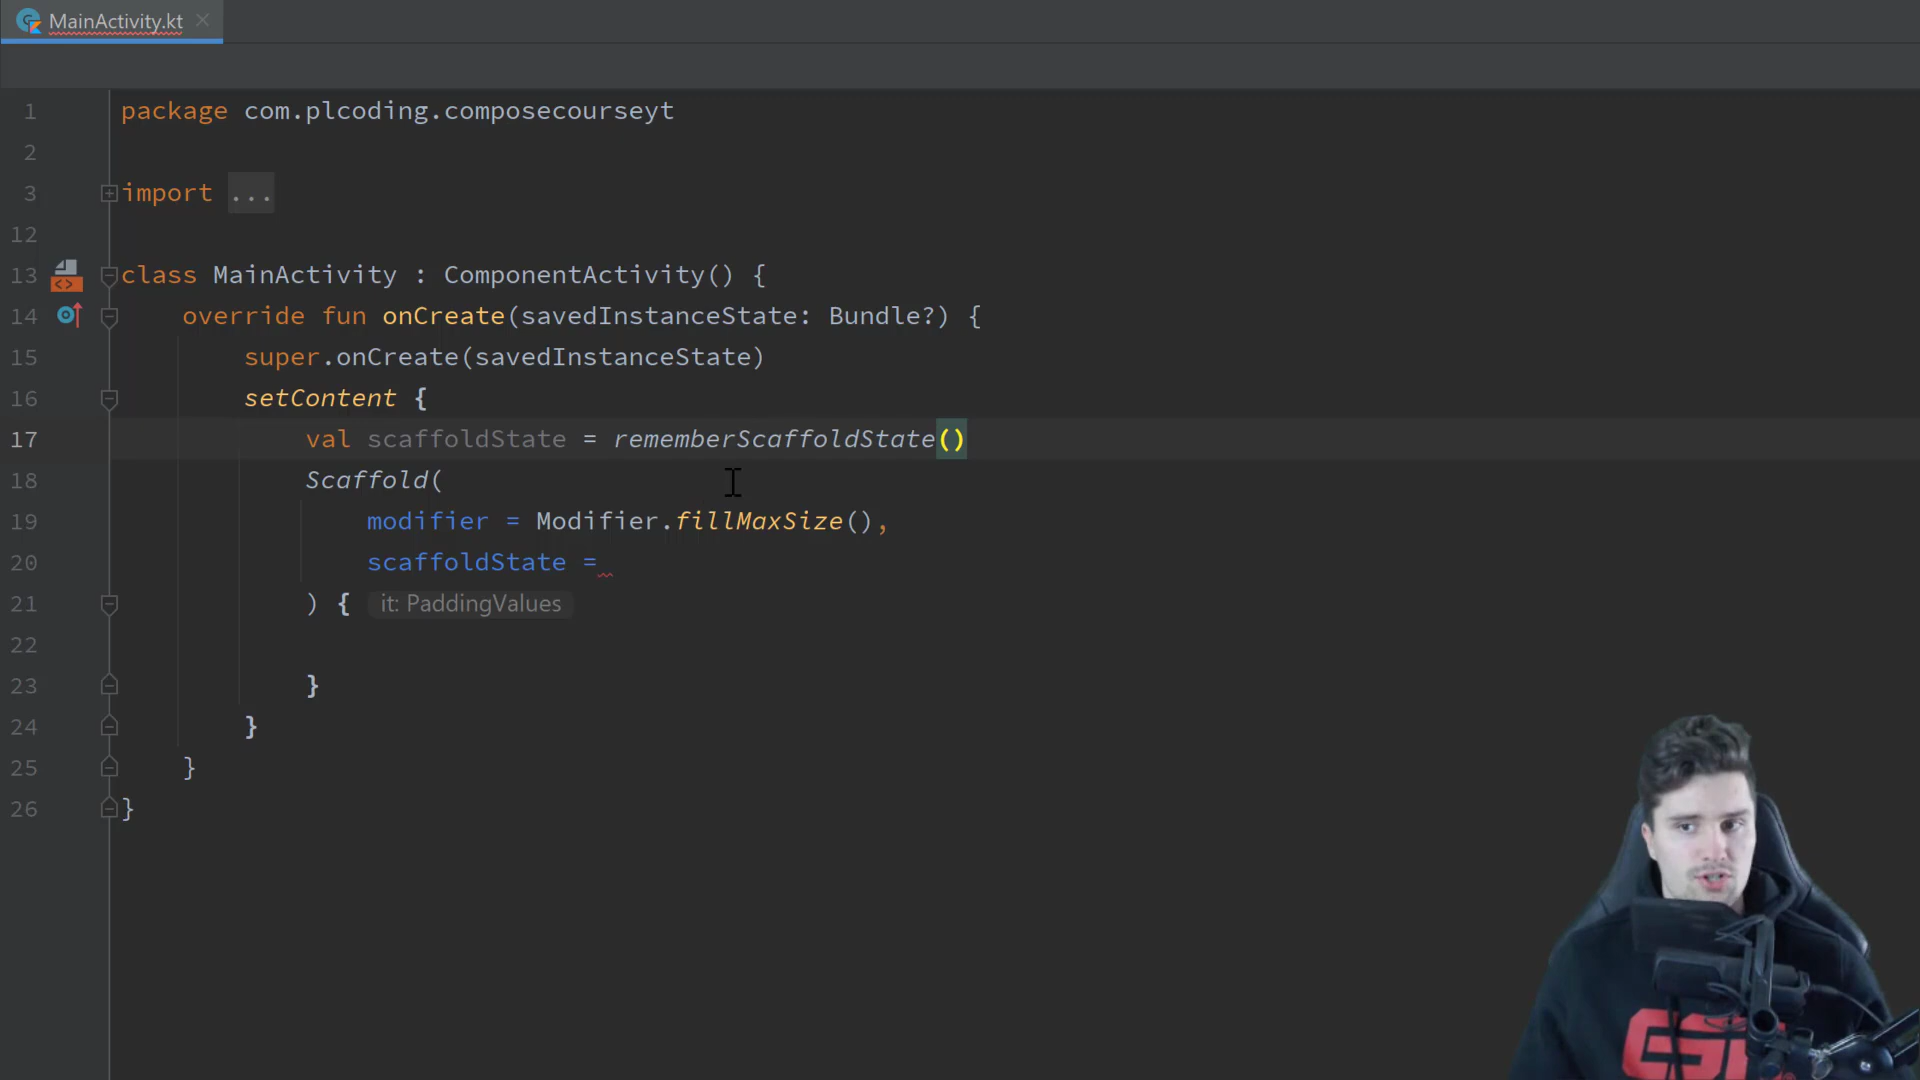 MainActivity.kt
1 package com.plcoding.composecourseyt
2
3 import ...
12
13 class MainActivity : ComponentActivity() {
14 override fun onCreate(savedInstanceState: Bundle?) {
15 super.onCreate(savedInstanceState)
16 setContent {
17 val scaffoldState = rememberScaffoldState()
18 Scaffold(
19 modifier = Modifier.fillMaxSize(),
20 scaffoldState =
21 ) { it: PaddingValues
22
23 }
24 }
25 }
26 }